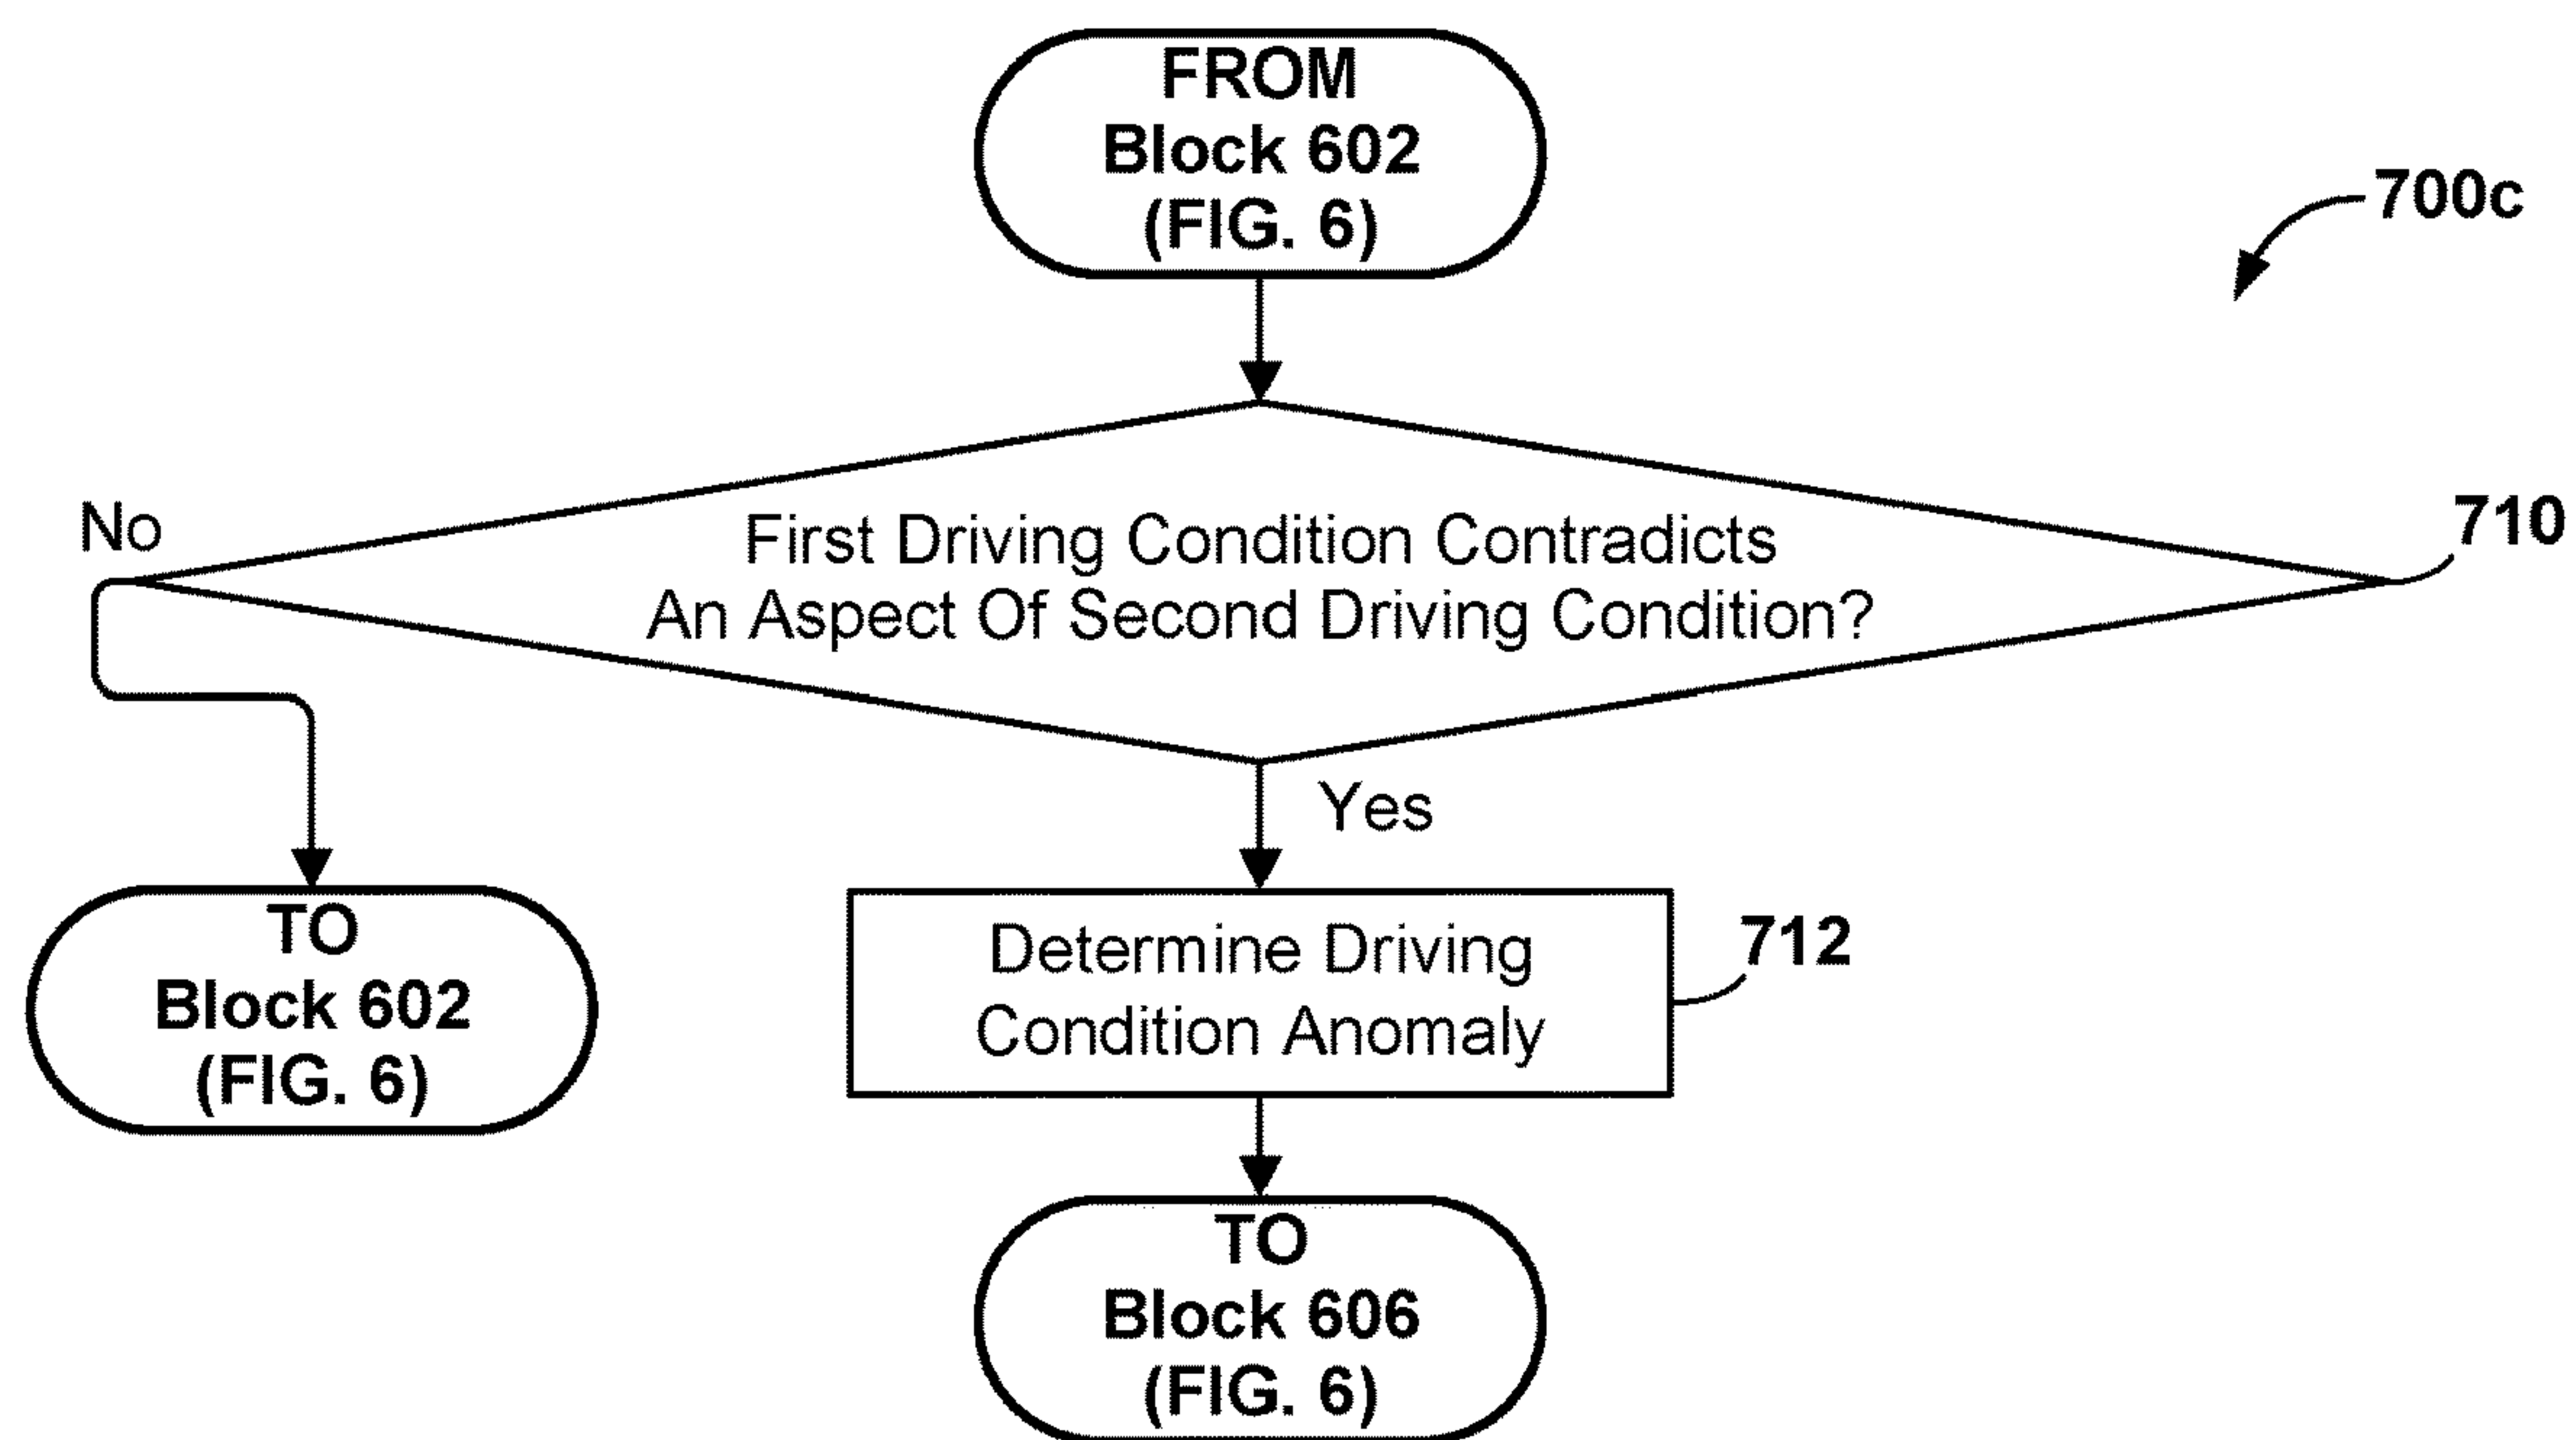 FROM
Block 602
(FIG. 6)
700c
No
First Driving Condition Contradicts
An Aspect Of Second Driving Condition?
710
Yes
TO
Block 602
(FIG. 6)
Determine Driving
Condition Anomaly
712
TO
Block 606
(FIG. 6)